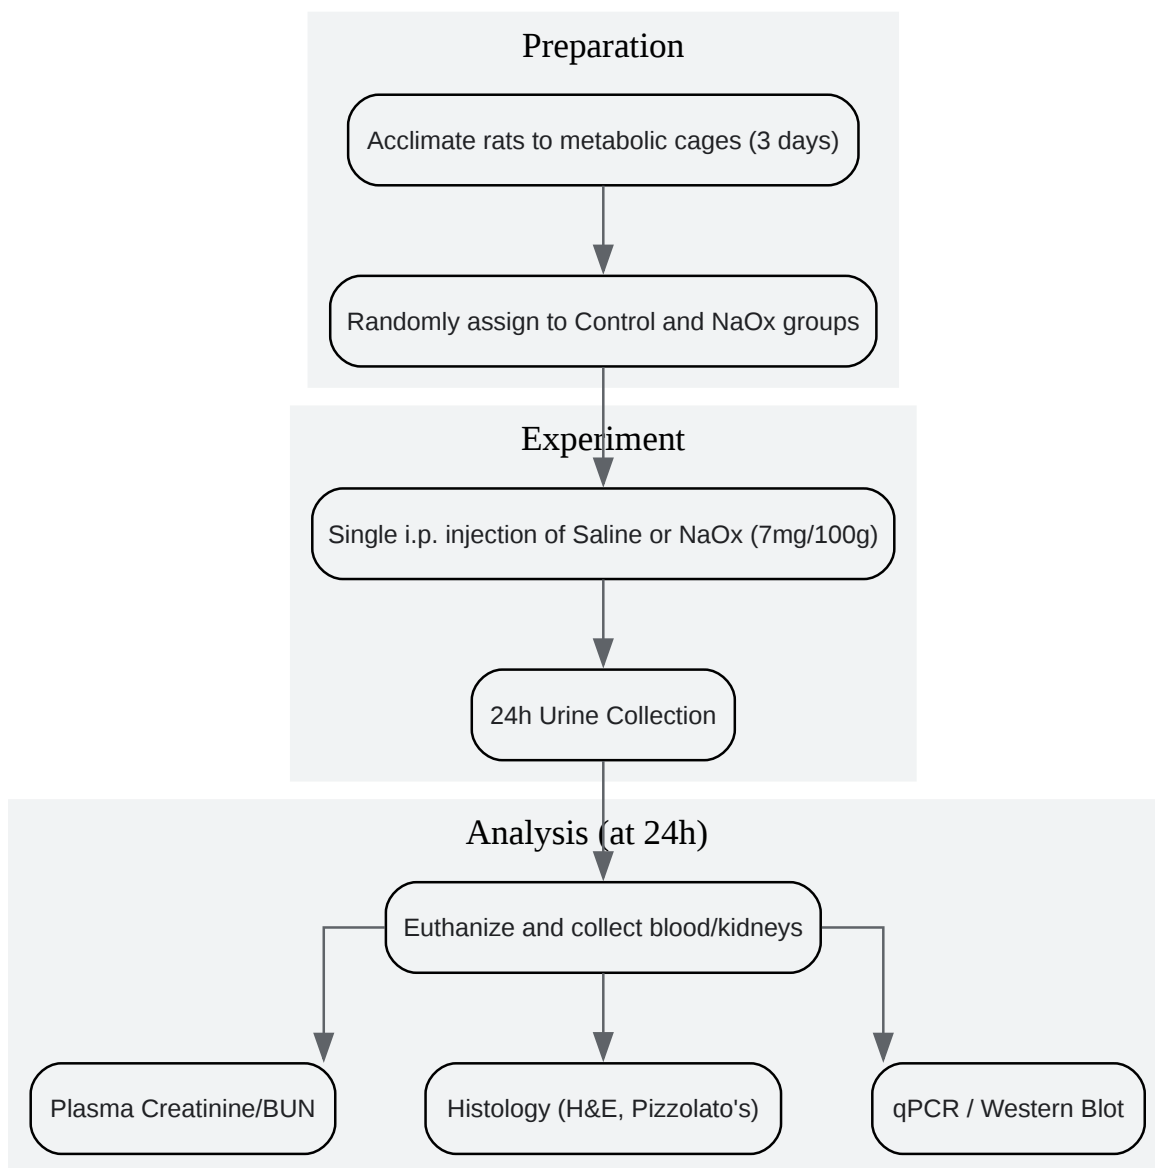 Preparation
Acclimate rats to metabolic cages (3 days)
Randomly assign to Control and NaOx groups
Experiment
Single i.p. injection of Saline or NaOx (7mg/100g)
24h Urine Collection
Analysis (at 24h)
Euthanize and collect blood/kidneys
Plasma Creatinine/BUN
Histology (H&E, Pizzolato's)
qPCR / Western Blot